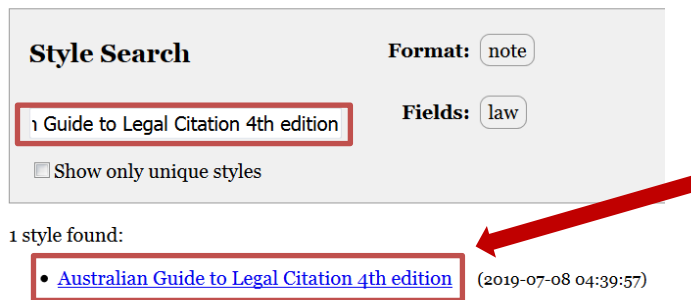 Style Search
Format: note
Guide to Legal Citation 4th edition
Fields: law
Show only unique styles
1 style found:
• Australian Guide to Legal Citation 4th edition (2019-07-08 04:39:57)